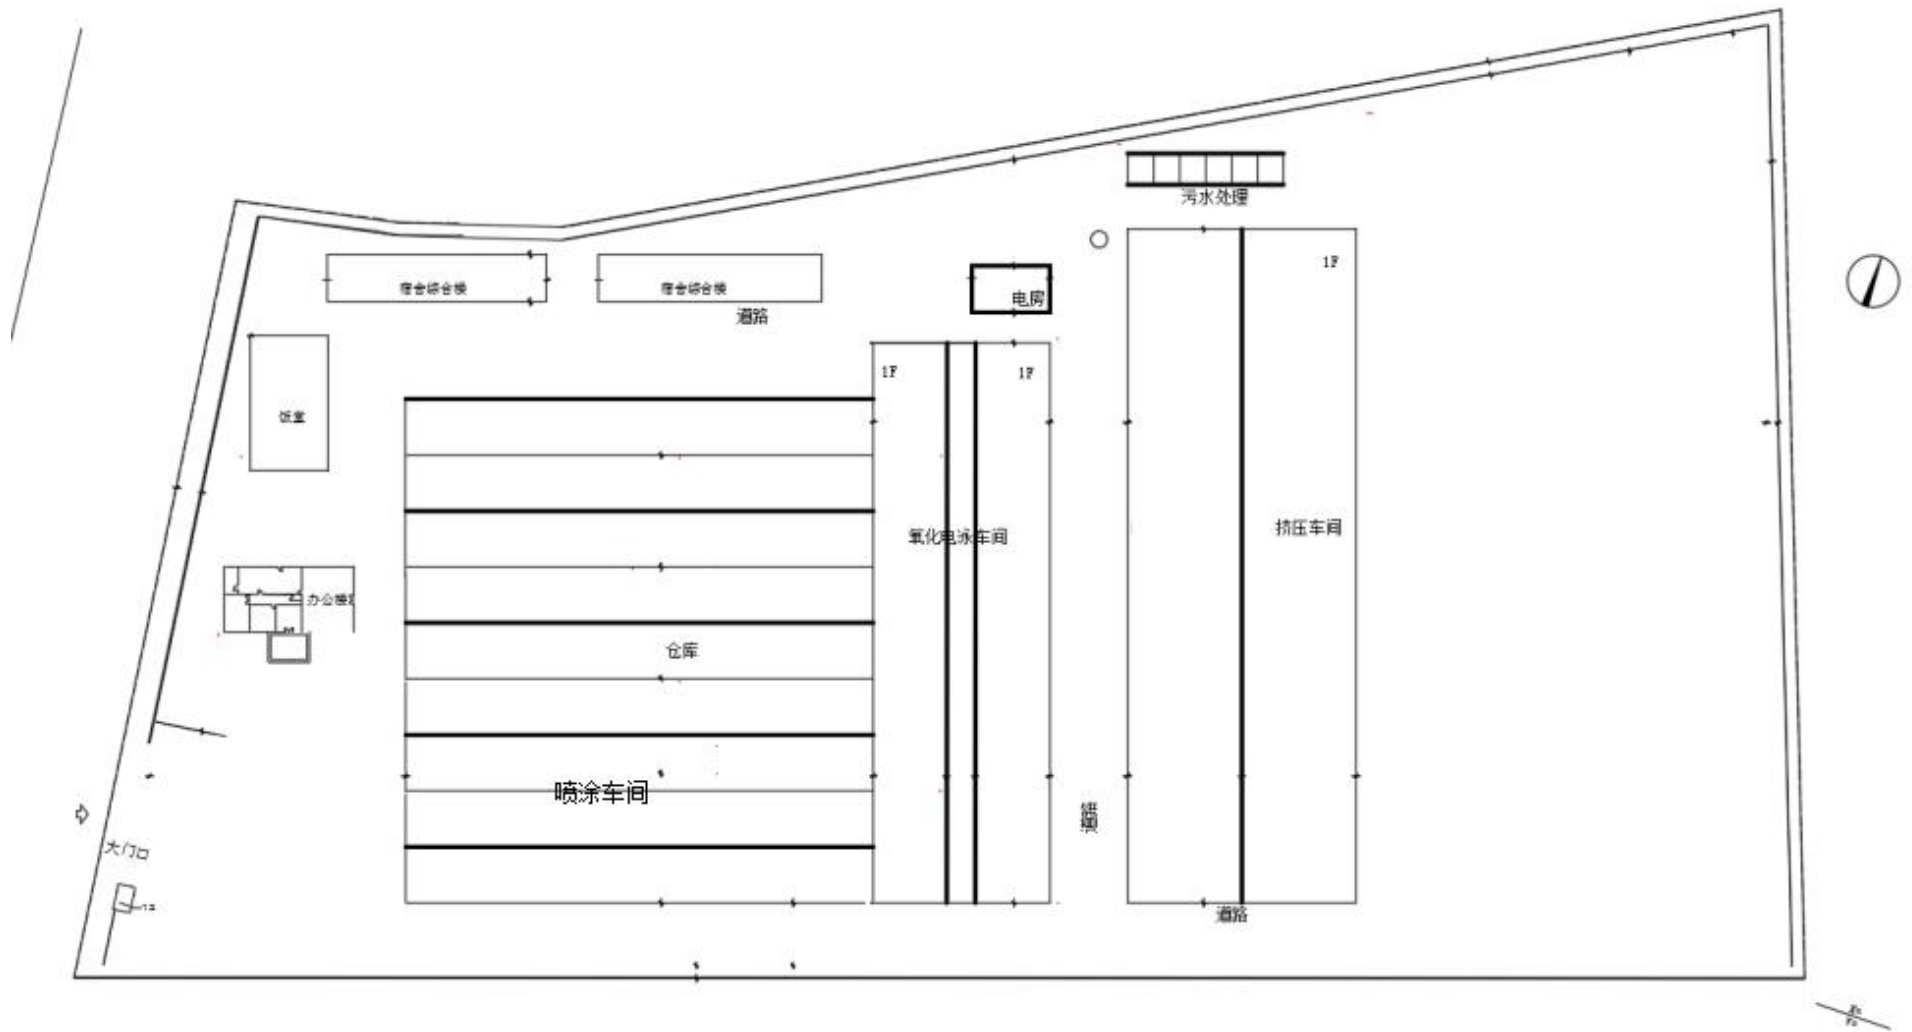 污水处理
1F
宿舍综合楼
宿舍综合楼
电房
道路
1F
1F
饭堂
氧化电泳车间
挤压车间
办公楼
仓库
喷涂车间
道路
大门口
道路